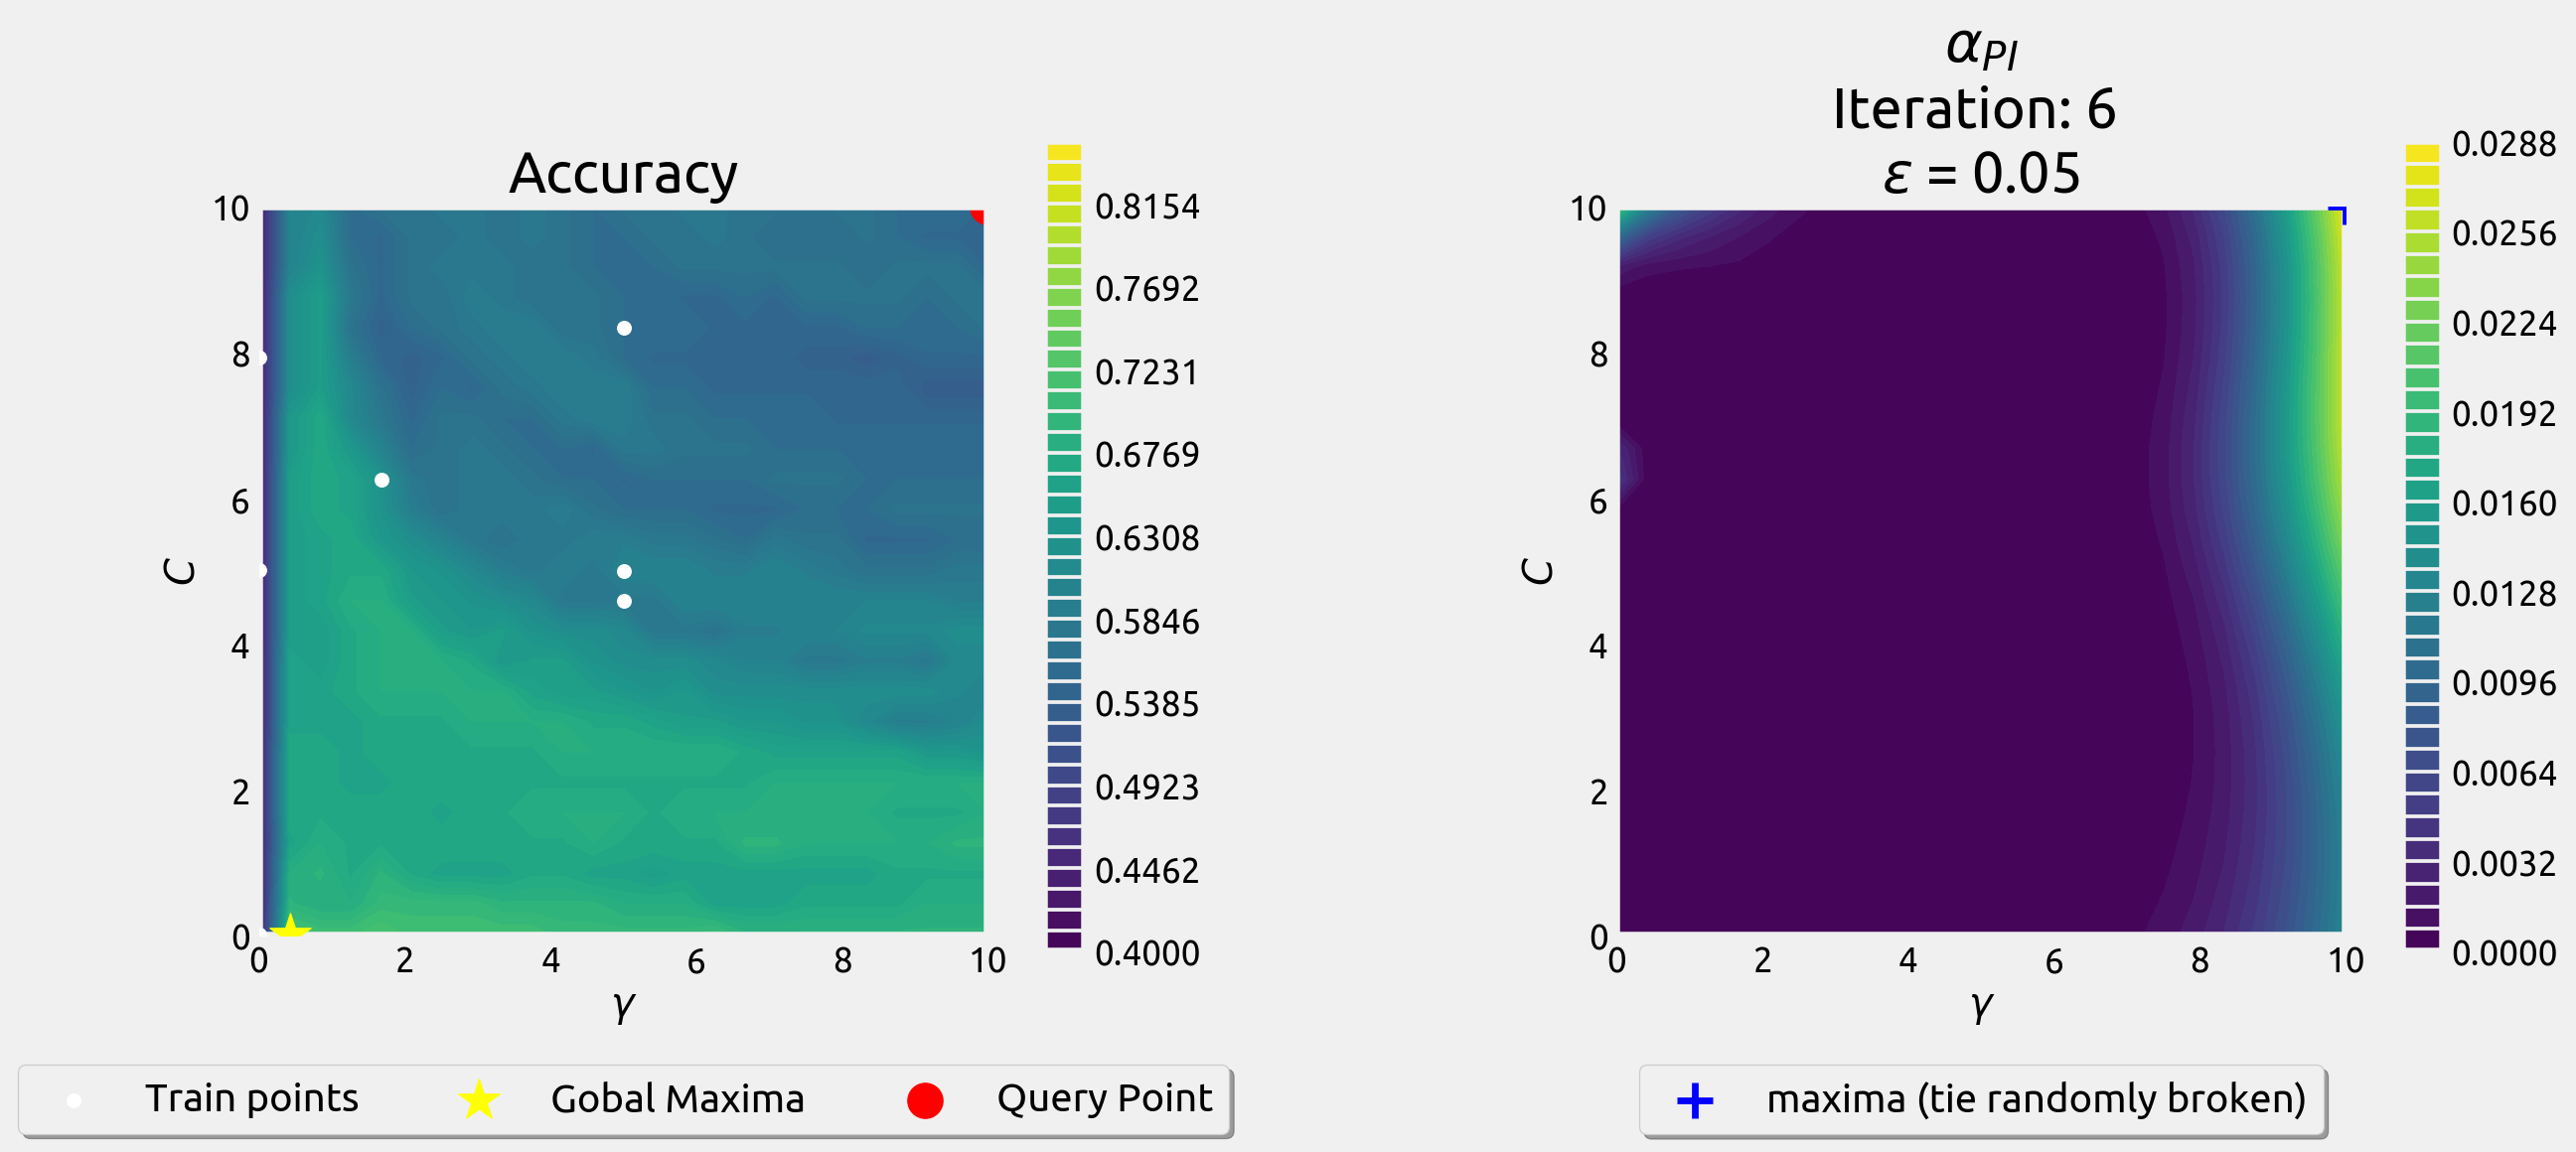 Accuracy
10
8
6
4
2
0
0 2 4 6 8 10
C
γ
0.8154
0.7692
0.7231
0.6769
0.6308
0.5846
0.5385
0.4923
0.4462
0.4000
Train points
Gobal Maxima
Query Point
α_PI
Iteration: 6
ε = 0.05
10
8
6
4
2
0
0 2 4 6 8 10
C
γ
0.0288
0.0256
0.0224
0.0192
0.0160
0.0128
0.0096
0.0064
0.0032
0.0000
maxima (tie randomly broken)